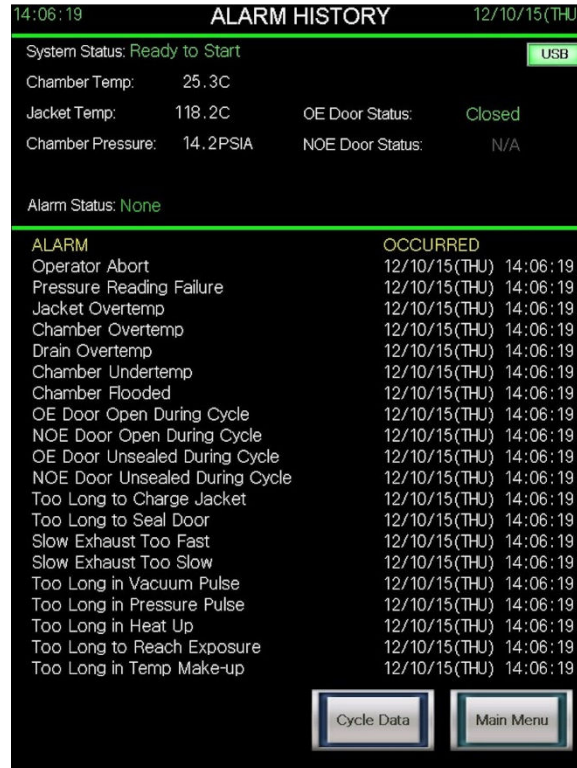 14:06:19 ALARM HISTORY 12/10/15(THU
System Status: Ready to Start USB
Chamber Temp: 25.3C
Jacket Temp: 118.2C OE Door Status: Closed
Chamber Pressure: 14.2PSIA NOE Door Status: N/A
Alarm Status: None
ALARM OCCURRED
Operator Abort 12/10/15(THU) 14:06:19
Pressure Reading Failure 12/10/15(THU) 14:06:19
Jacket Overtemp 12/10/15(THU) 14:06:19
Chamber Overtemp 12/10/15(THU) 14:06:19
Drain Overtemp 12/10/15(THU) 14:06:19
Chamber Undertemp 12/10/15(THU) 14:06:19
Chamber Flooded 12/10/15(THU) 14:06:19
OE Door Open During Cycle 12/10/15(THU) 14:06:19
NOE Door Open During Cycle 12/10/15(THU) 14:06:19
OE Door Unsealed During Cycle 12/10/15(THU) 14:06:19
NOE Door Unsealed During Cycle 12/10/15(THU) 14:06:19
Too Long to Charge Jacket 12/10/15(THU) 14:06:19
Too Long to Seal Door 12/10/15(THU) 14:06:19
Slow Exhaust Too Fast 12/10/15(THU) 14:06:19
Slow Exhaust Too Slow 12/10/15(THU) 14:06:19
Too Long in Vacuum Pulse 12/10/15(THU) 14:06:19
Too Long in Pressure Pulse 12/10/15(THU) 14:06:19
Too Long in Heat Up 12/10/15(THU) 14:06:19
Too Long to Reach Exposure 12/10/15(THU) 14:06:19
Too Long in Temp Make-up 12/10/15(THU) 14:06:19
Cycle Data Main Menu